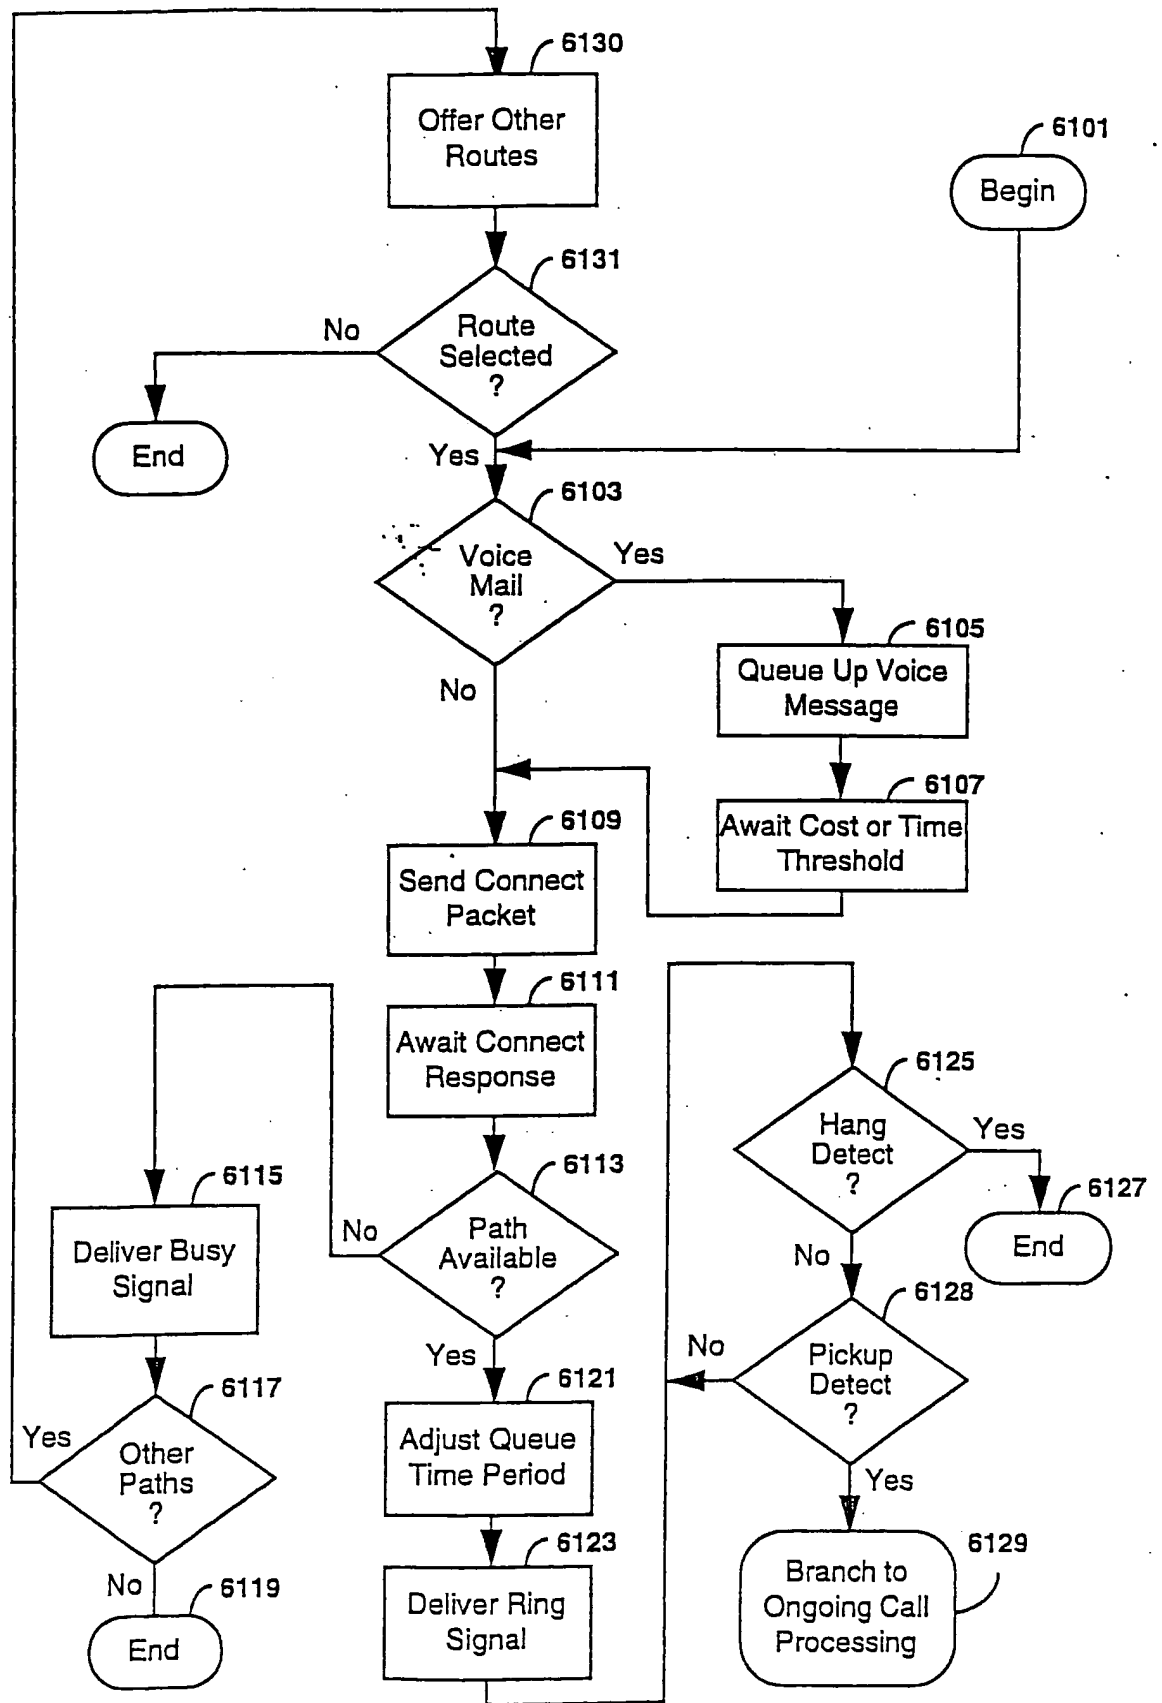 6130
Offer Other
Routes
6101
Begin
6131
Route
Selected
?
No
End
Yes
6103
Voice
Mail
?
Yes
No
6105
Queue Up Voice
Message
6107
Await Cost or Time
Threshold
6109
Send Connect
Packet
6111
Await Connect
Response
6113
Path
Available
?
No
Yes
6115
Deliver Busy
Signal
6117
Other
Paths
?
Yes
No
6119
End
6121
Adjust Queue
Time Period
6123
Deliver Ring
Signal
6125
Hang
Detect
?
Yes
6127
End
No
6128
Pickup
Detect
?
No
Yes
6129
Branch to
Ongoing Call
Processing